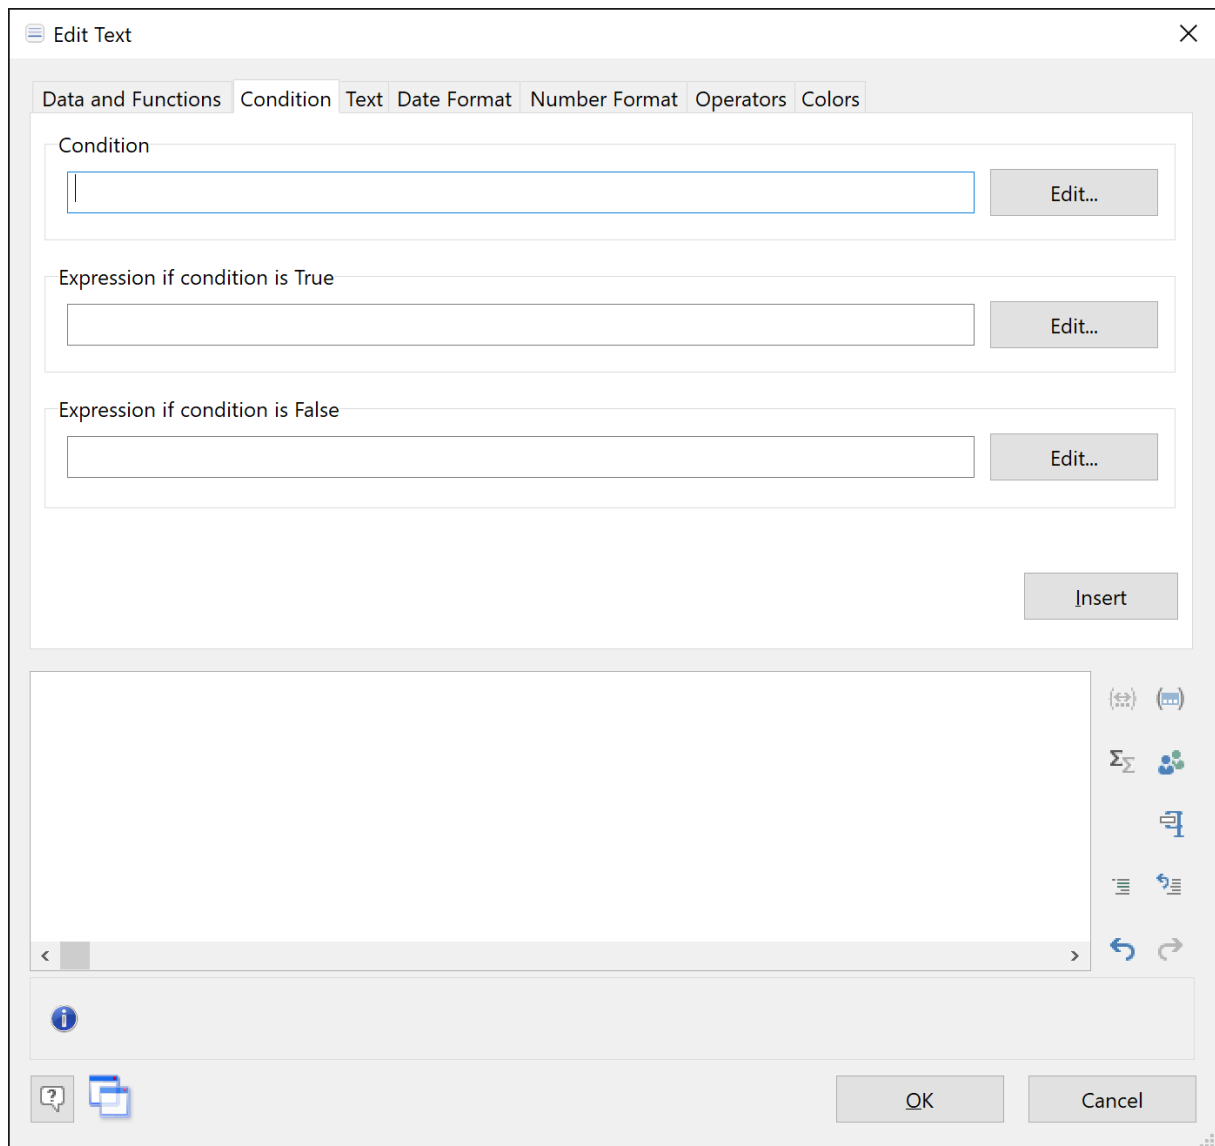 Edit Text
Data and Functions Condition Text Date Format Number Format Operators Colors
Condition
Edit...
Expression if condition is True
Edit...
Expression if condition is False
Edit...
Insert
OK Cancel